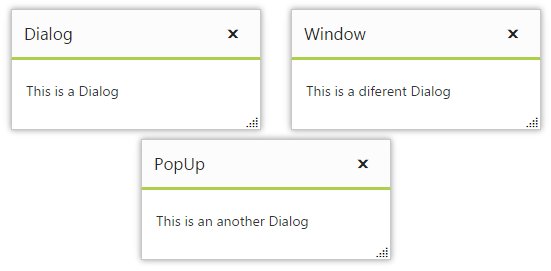 Dialog
This is a Dialog
Window
This is a diferent Dialog
PopUp
This is an another Dialog